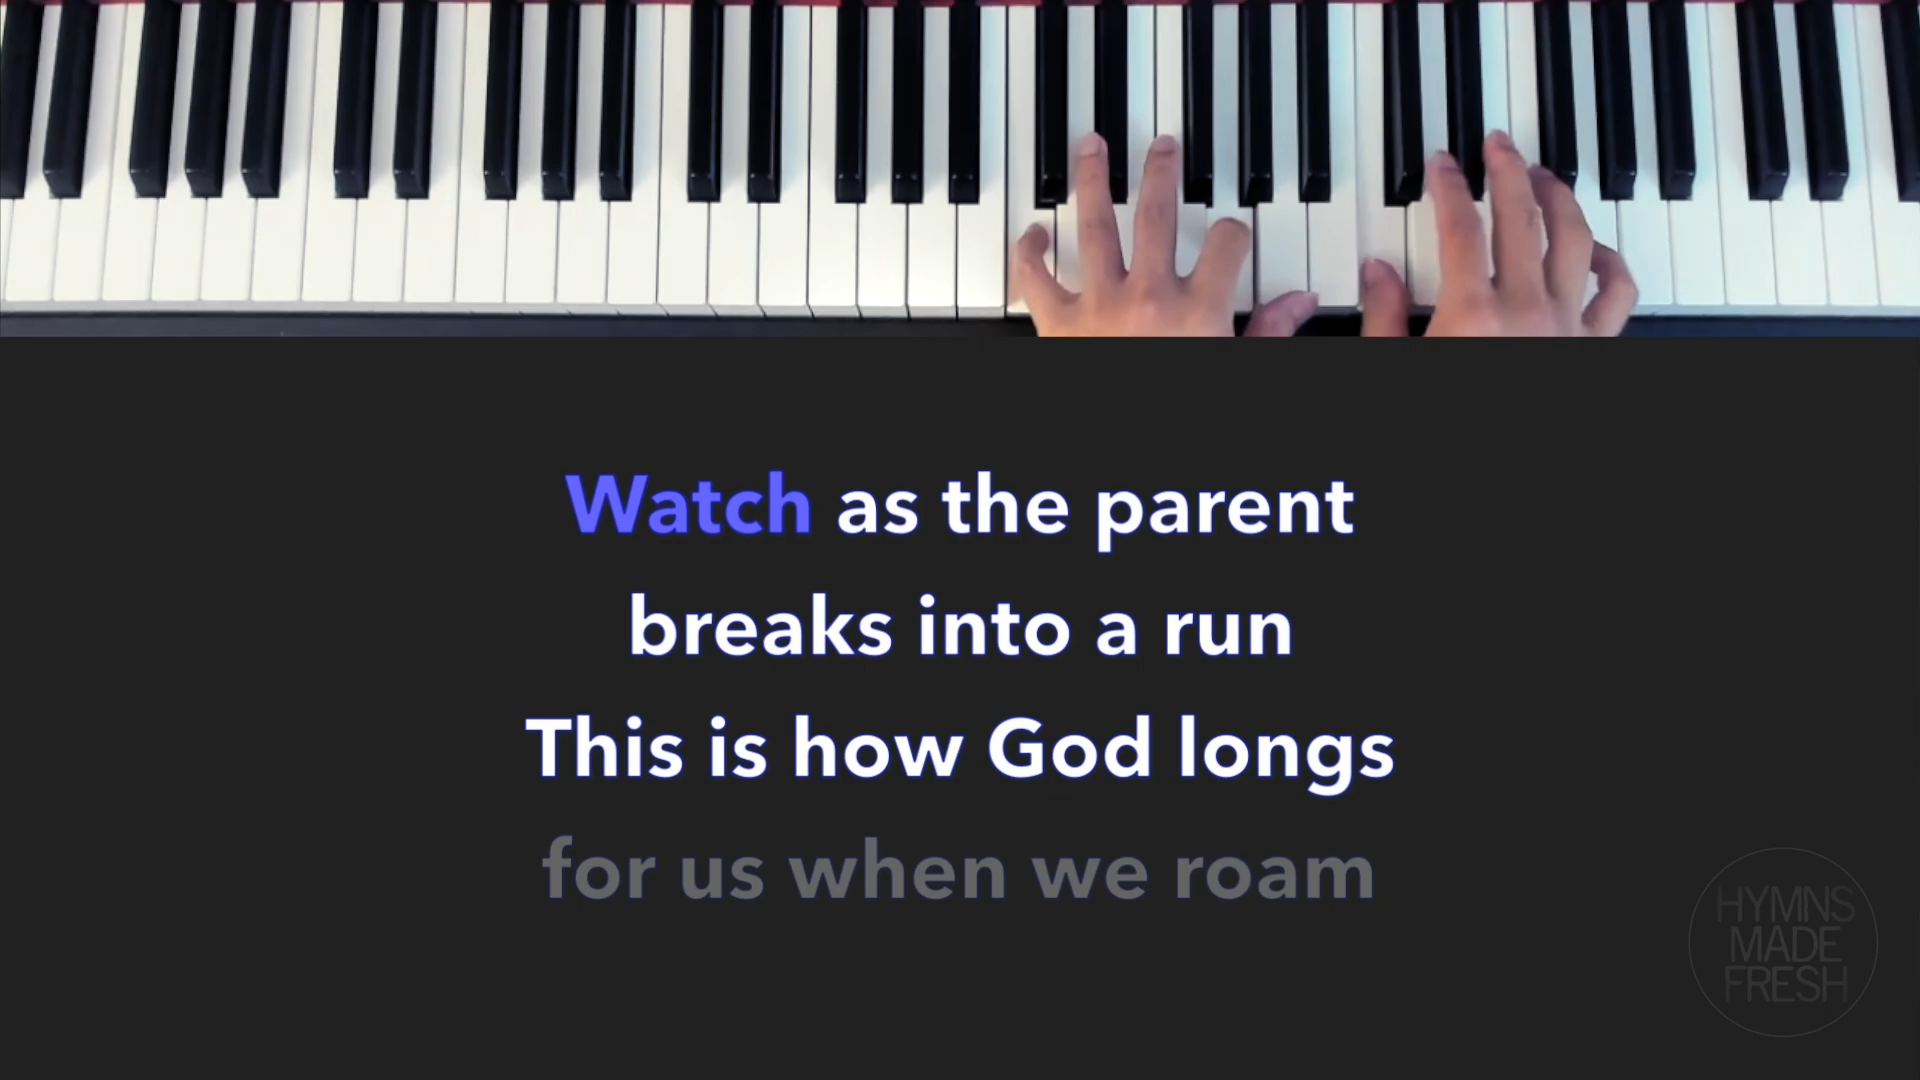 Watch as the parent
breaks into a run
This is how God longs
for us when we roam
HYMNS
MADE
FRESH